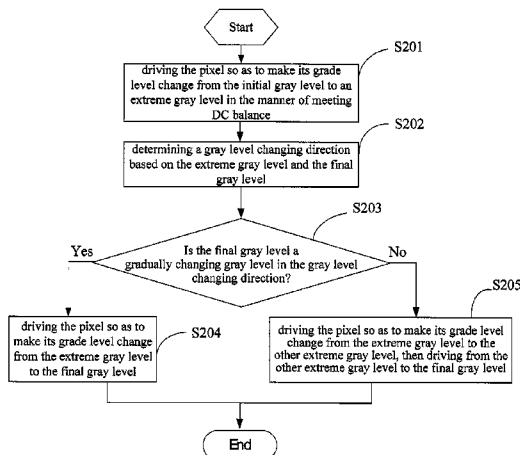 Start
S201
driving the pixel so as to make its grade
level change from the initial gray level to an
extreme gray level in the manner of meeting
DC balance
S202
determining a gray level changing direction
based on the extreme gray level and the final
gray level
S203
Yes
Is the final gray level a
gradually changing gray level in the gray level
changing direction?
No
S205
driving the pixel so as to
make its grade level change
from the extreme gray level
to the final gray level
S204
driving the pixel so as to make its grade level
change from the extreme gray level to the
other extreme gray level, then driving from the
other extreme gray level to the final gray level
End